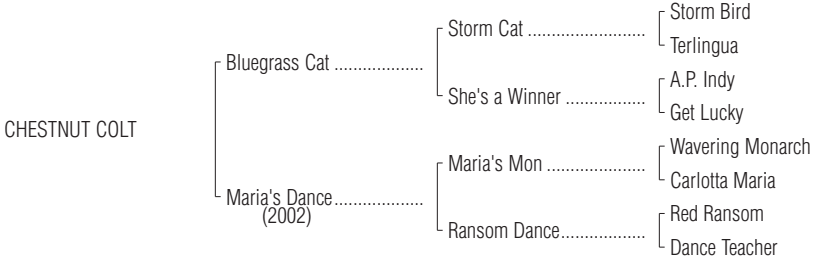 Storm Bird
Storm Cat ........................
Terlingua
Bluegrass Cat ..................
A.P. Indy
She's a Winner ................
Get Lucky
CHESTNUT COLT
Wavering Monarch
Maria's Mon ....................
Carlotta Maria
Maria's Dance..................
(2002)
Red Ransom
Ransom Dance.................
Dance Teacher